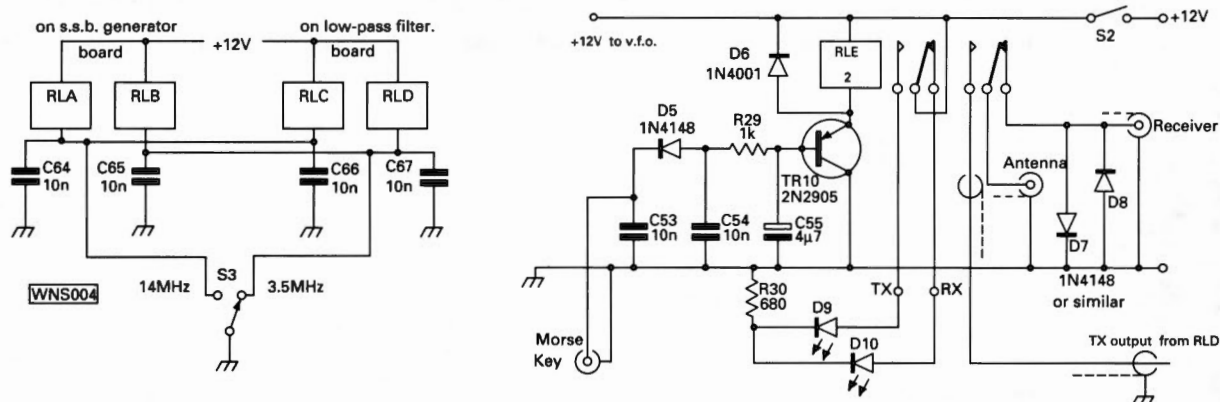 on s.s.b. generator
board
+12V
on low-pass filter.
board
RLA
RLB
RLC
RLD
C64
10n
C65
10n
C66
10n
C67
10n
S3
14MHz
3.5MHz
WNS004
+12V to v.f.o.
S2
+12V
D6
1N4001
RLE
2
D5
1N4148
R29
1k
TR10
2N2905
C53
10n
C54
10n
C55
4µ7
Receiver
Antenna
D8
D7
1N4148
or similar
R30
680
TX
RX
D9
D10
Morse
Key
TX output from RLD